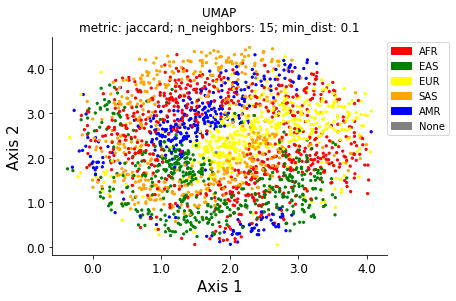 UMAP
metric: jaccard; n_neighbors: 15; min_dist: 0.1
AFR
EAS
EUR
SAS
AMR
None
Axis 2
4.0
3.0
2.0
1.0
0.0
0.0 1.0 2.0 3.0 4.0
Axis 1